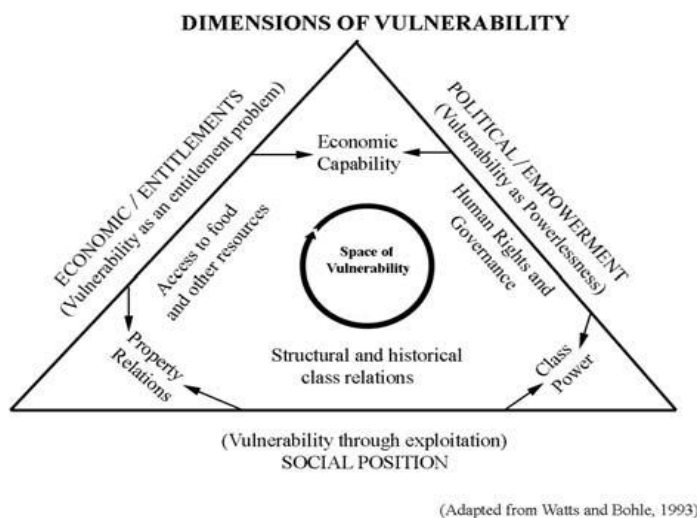 DIMENSIONS OF VULNERABILITY
ECONOMIC / ENTITLEMENTS
(Vulnerability as an entitlement problem)
POLITICAL / EMPOWERMENT
(Vulnerability as Powerlessness)
Economic
Capability
Access to food
and other resources
Space of
Vulnerability
Human Rights and
Governance
Property
Relations
Structural and historical
class relations
Class
Power
(Vulnerability through exploitation)
SOCIAL POSITION
(Adapted from Watts and Bohle, 1993)